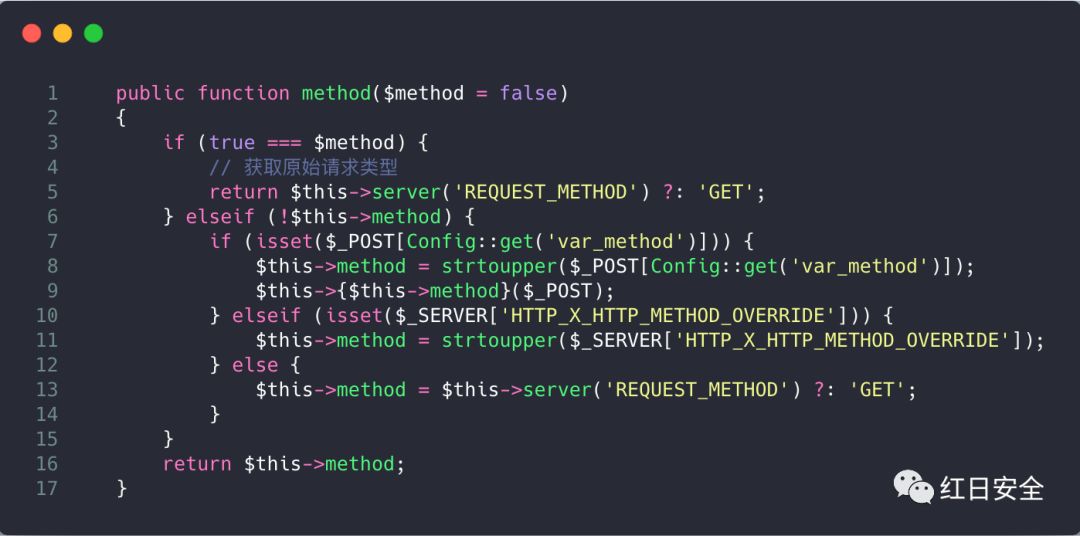 1 public function method($method = false)
2 {
3 if (true === $method) {
4 // 获取原始请求类型
5 return $this->server('REQUEST_METHOD') ?: 'GET';
6 } elseif (!$this->method) {
7 if (isset($_POST[Config::get('var_method')])) {
8 $this->method = strtoupper($_POST[Config::get('var_method')]);
9 $this->{$this->method}($_POST);
10 } elseif (isset($_SERVER['HTTP_X_HTTP_METHOD_OVERRIDE'])) {
11 $this->method = strtoupper($_SERVER['HTTP_X_HTTP_METHOD_OVERRIDE']);
12 } else {
13 $this->method = $this->server('REQUEST_METHOD') ?: 'GET';
14 }
15 }
16 return $this->method;
17 }
红日安全